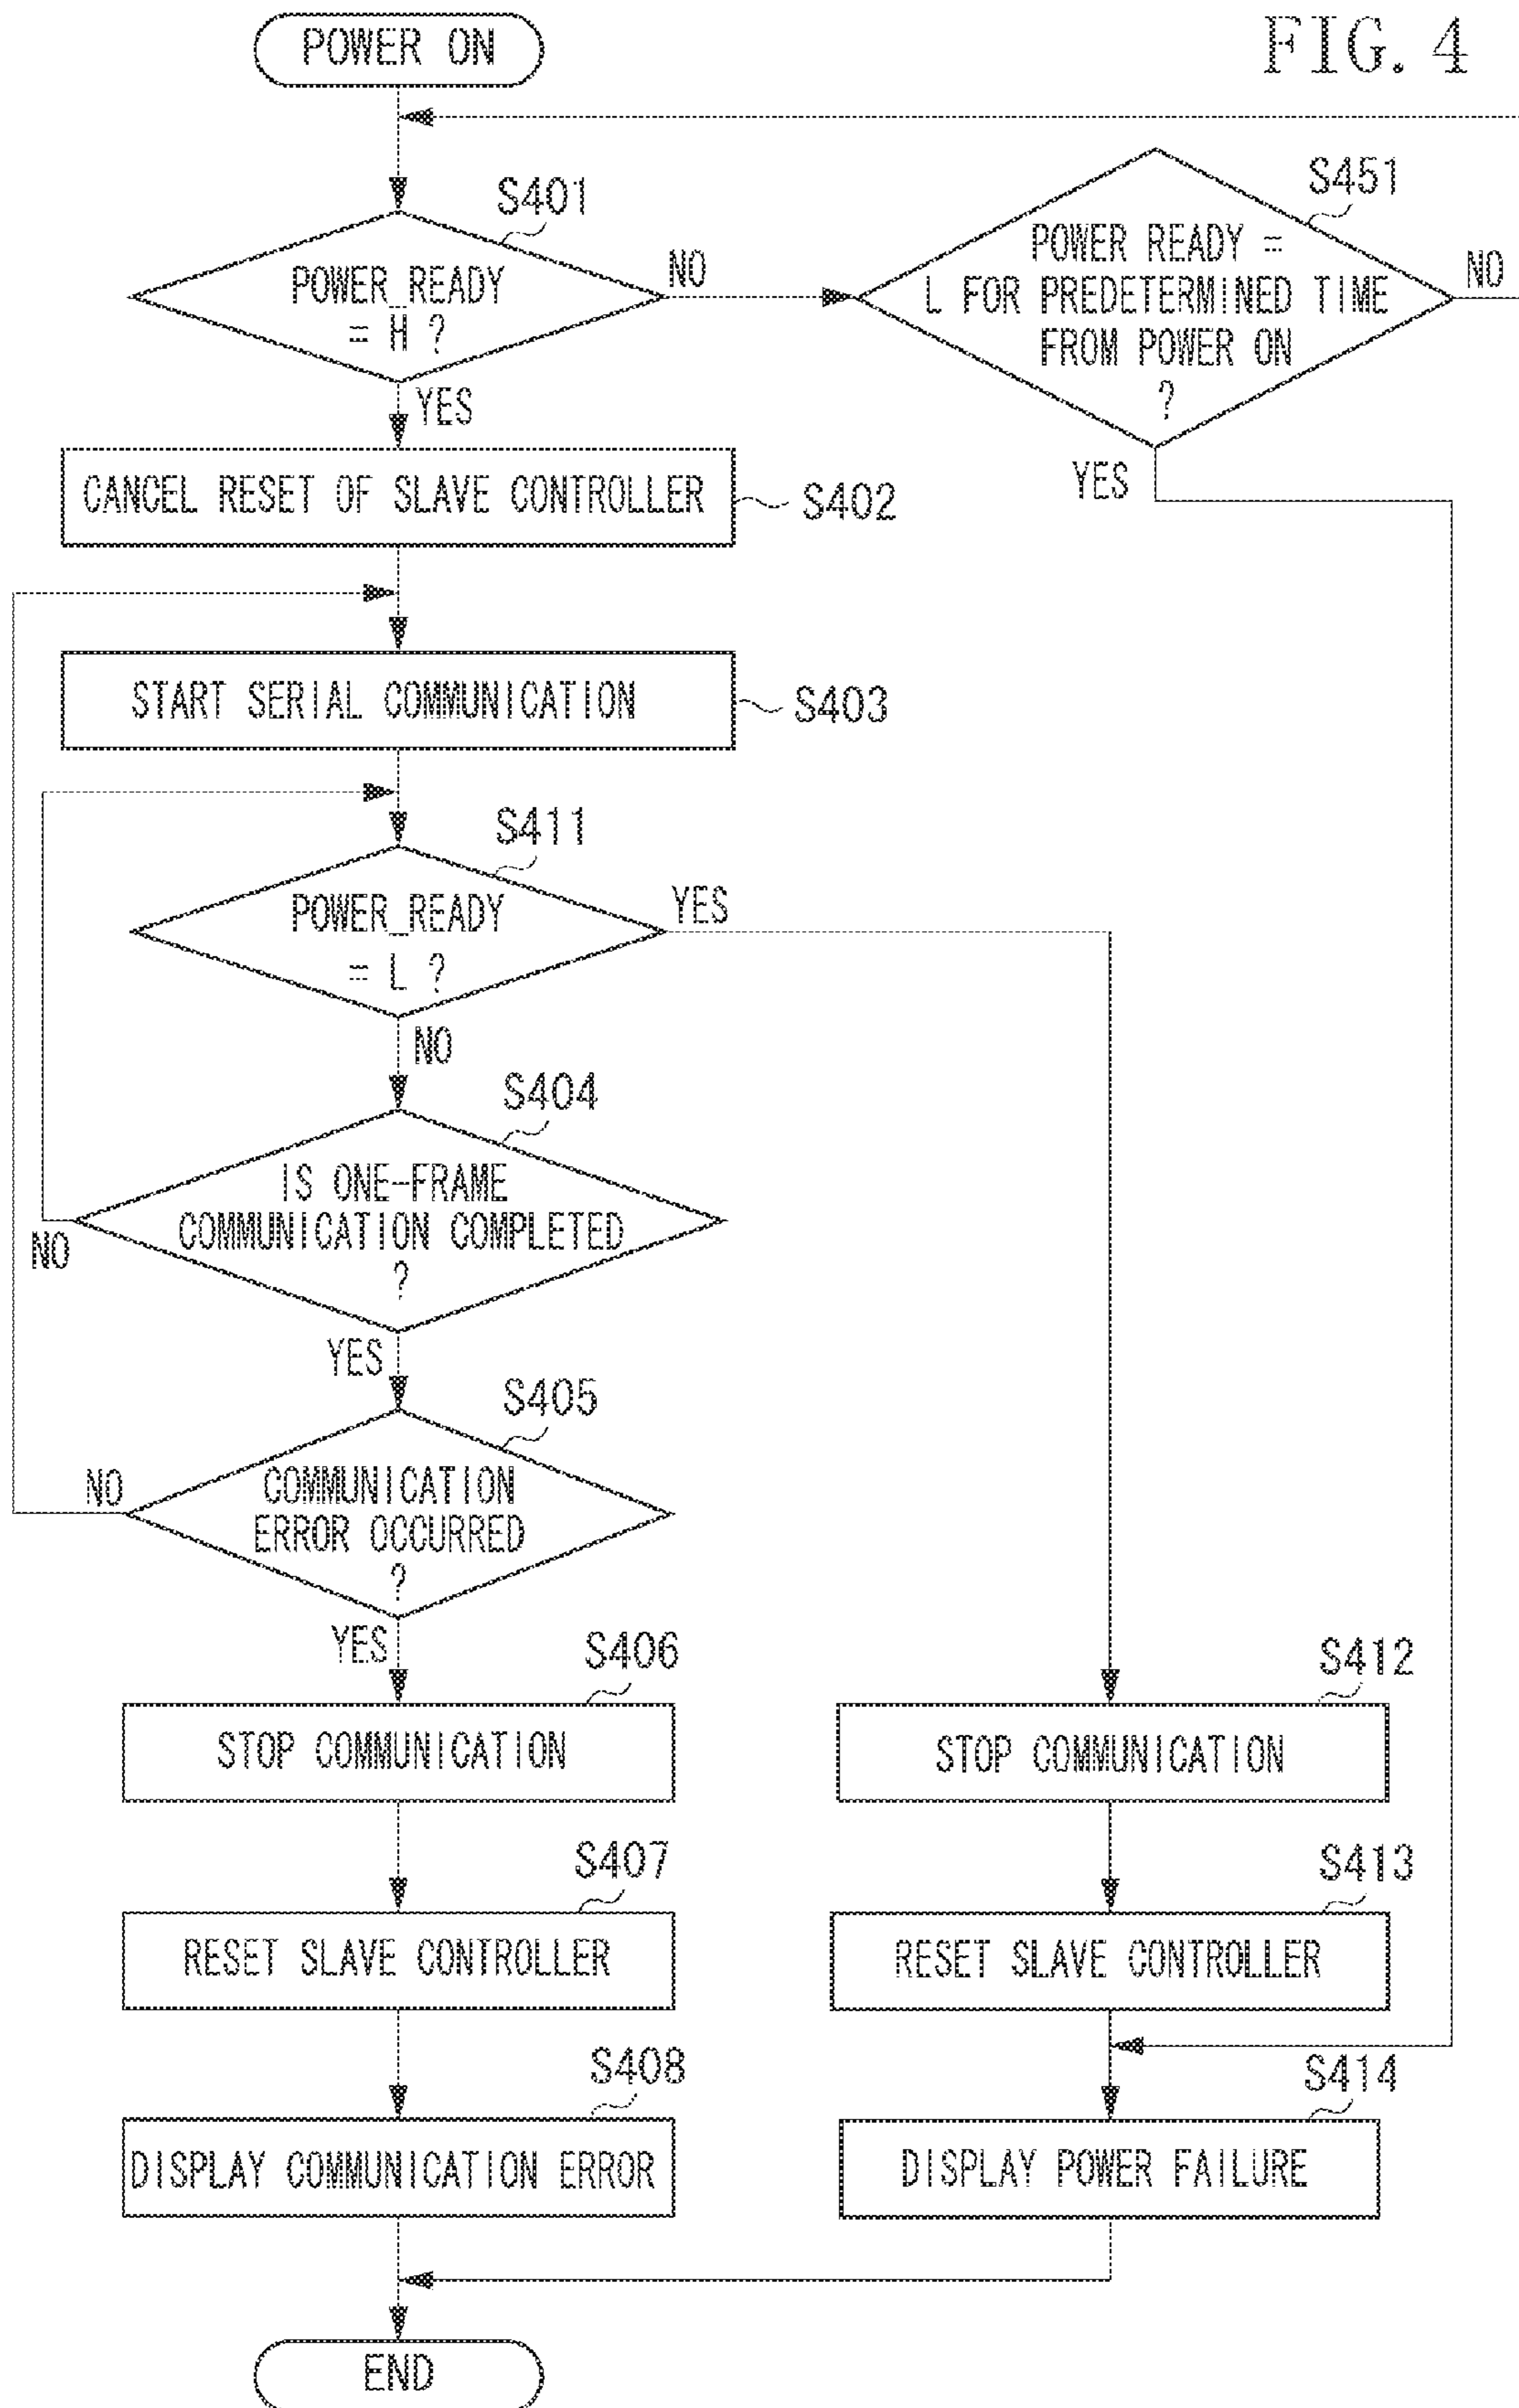 FIG. 4
POWER ON
S401
POWER_READY
= H ?
NO
YES
S451
POWER READY =
L FOR PREDETERMINED TIME
FROM POWER ON
?
NO
YES
CANCEL RESET OF SLAVE CONTROLLER
S402
START SERIAL COMMUNICATION
S403
S411
POWER_READY
= L ?
YES
NO
S404
IS ONE-FRAME
COMMUNICATION COMPLETED
?
NO
YES
S405
COMMUNICATION
ERROR OCCURRED
?
NO
YES
S406
STOP COMMUNICATION
S412
STOP COMMUNICATION
S407
RESET SLAVE CONTROLLER
S413
RESET SLAVE CONTROLLER
S408
DISPLAY COMMUNICATION ERROR
S414
DISPLAY POWER FAILURE
END